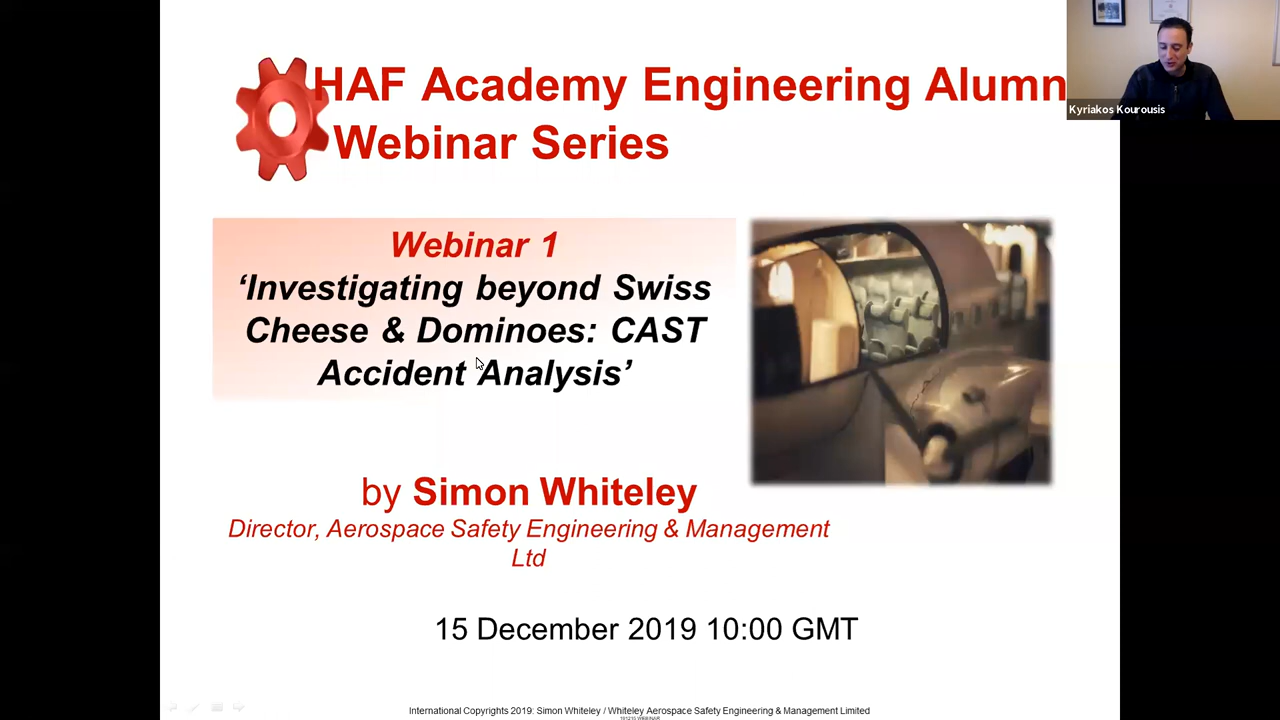 HAF Academy Engineering Alumn
Webinar Series
Kyriakos Kourousis
Webinar 1
‘Investigating beyond Swiss
Cheese & Dominoes: CAST
Accident Analysis’
by Simon Whiteley
Director, Aerospace Safety Engineering & Management
Ltd
15 December 2019 10:00 GMT
International Copyrights 2019: Simon Whiteley / Whiteley Aerospace Safety Engineering & Management Limited
191215 WEBINAR